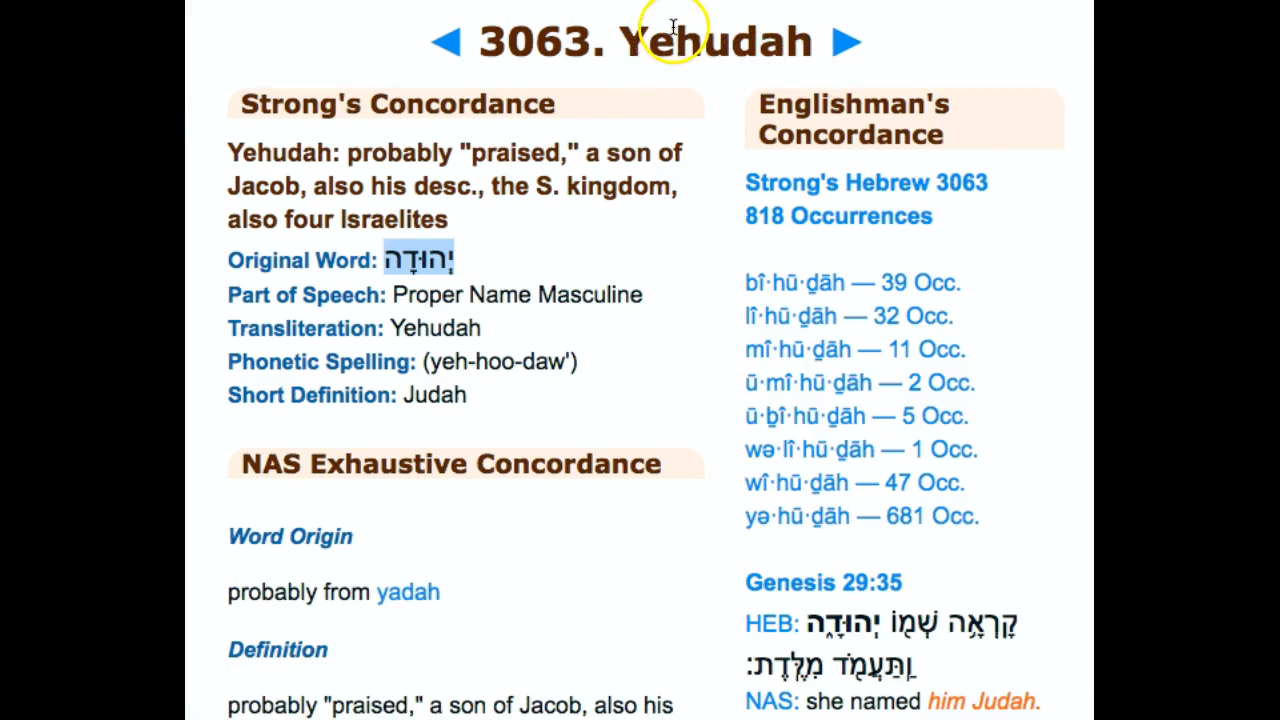 ◄ 3063. Yehudah ►
Strong's Concordance
Yehudah: probably "praised," a son of
Jacob, also his desc., the S. kingdom,
also four Israelites
Original Word: יְהוּדָה
Part of Speech: Proper Name Masculine
Transliteration: Yehudah
Phonetic Spelling: (yeh-hoo-daw')
Short Definition: Judah
NAS Exhaustive Concordance
Word Origin
probably from yadah
Definition
probably "praised," a son of Jacob, also his
Englishman's
Concordance
Strong's Hebrew 3063
818 Occurrences
bî·hū·ḏāh — 39 Occ.
lî·hū·ḏāh — 32 Occ.
mî·hū·ḏāh — 11 Occ.
ū·mî·hū·ḏāh — 2 Occ.
ū·ḇî·hū·ḏāh — 5 Occ.
wə·lî·hū·ḏāh — 1 Occ.
wî·hū·ḏāh — 47 Occ.
yə·hū·ḏāh — 681 Occ.
Genesis 29:35
HEB: קָרְאָ֥ה שְׁמ֖וֹ יְהוּדָ֑ה
וַֽתַּעֲמֹ֖ד מִלֶּֽדֶת׃
NAS: she named him Judah.